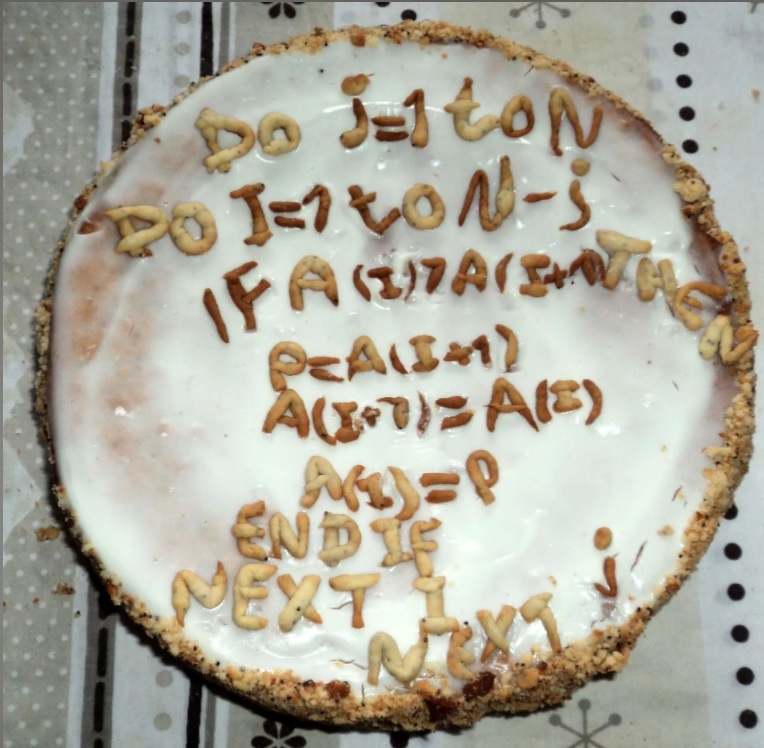 DO j=1 to N
DO I=1 to N-j
IF A(I)>A(I+1) THEN
P=A(I+1)
A(I+1)=A(I)
A(I)=P
END IF
NEXT I
NEXT j